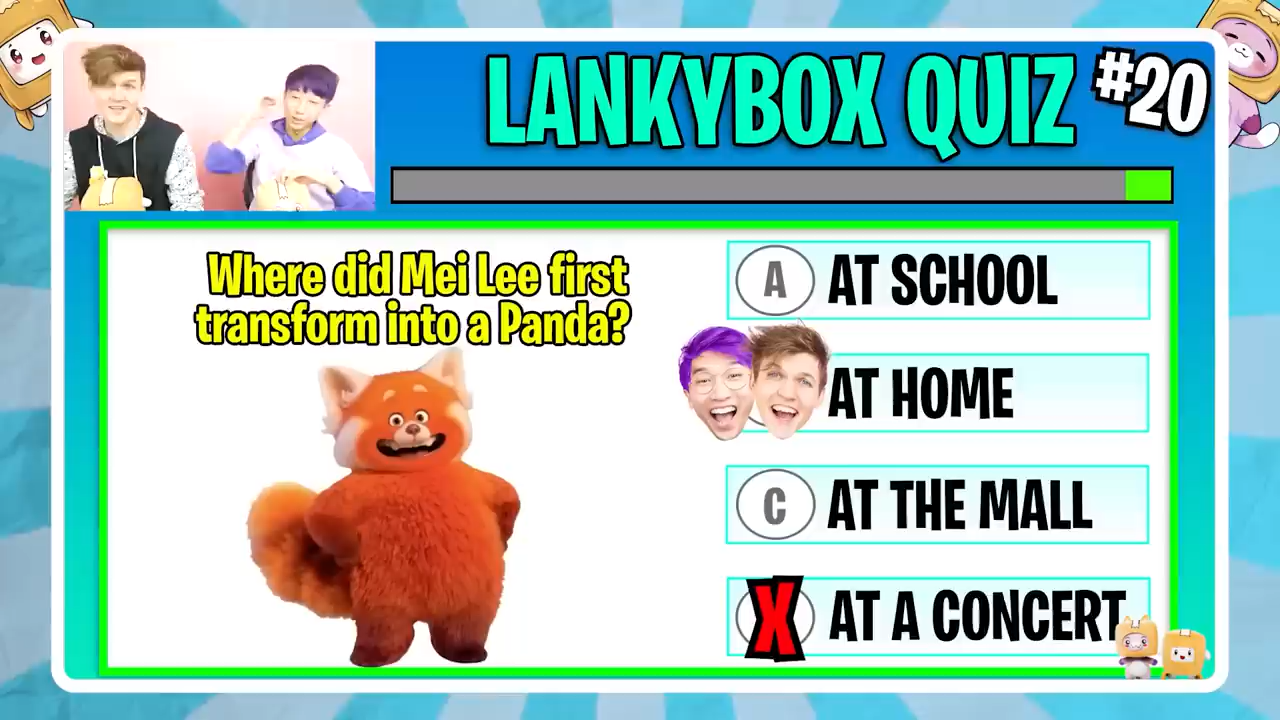 LANKYBOX QUIZ #20
Where did Mei Lee first
transform into a Panda?
A AT SCHOOL
AT HOME
C AT THE MALL
X AT A CONCERT